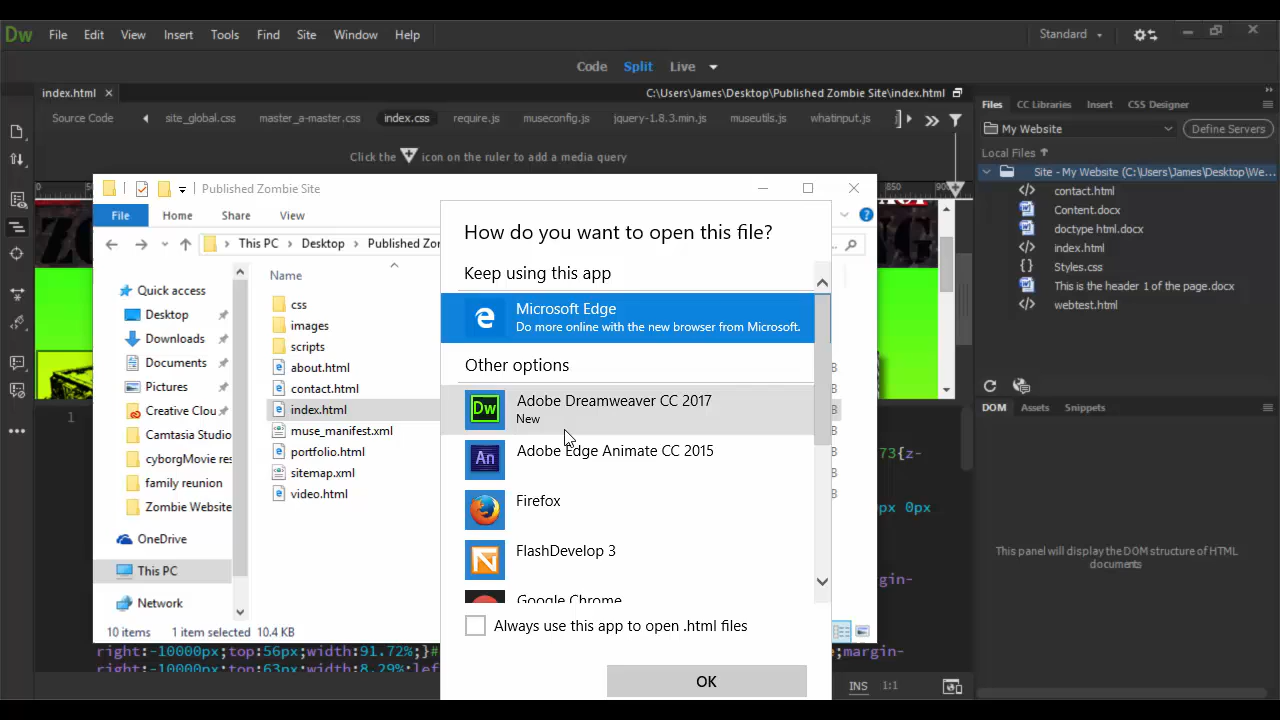 Dw File Edit View Insert Tools Find Site Window Help Standard
Code Split Live
index.html C:\Users\James\Desktop\Published Zombie Site\index.html
Source Code site_global.css master_a-master.css index.css require.js museconfig.js jquery-1.8.3.min.js museutils.js whatinput.js
Click the icon on the ruler to add a media query
0 850 900
Published Zombie Site
File Home Share View
This PC Desktop Published Zor
Name
Quick access
Desktop
Downloads
Documents
Pictures
Creative Clou
Camtasia Studio
cyborgMovie res
family reunion
Zombie Website
OneDrive
This PC
Network
css
images
scripts
about.html
contact.html
index.html
muse_manifest.xml
portfolio.html
sitemap.xml
video.html
10 items 1 item selected 10.4 KB
How do you want to open this file?
Keep using this app
Microsoft Edge
Do more online with the new browser from Microsoft.
Other options
Dw Adobe Dreamweaver CC 2017
New
An Adobe Edge Animate CC 2015
Firefox
FlashDevelop 3
Google Chrome
Always use this app to open .html files
OK
1
73{z-
px 0px
gin-
right:-10000px;top:56px;width:91.72%;}#
;margin-
right:-10000px;top:63px;width:8.29%;left
margin-
INS 1:1
Files CC Libraries Insert CSS Designer
My Website Define Servers
Local Files
Site - My Website (C:\Users\James\Desktop\We...
contact.html
Content.docx
doctype html.docx
index.html
Styles.css
This is the header 1 of the page.docx
webtest.html
DOM Assets Snippets
This panel will display the DOM structure of HTML
documents